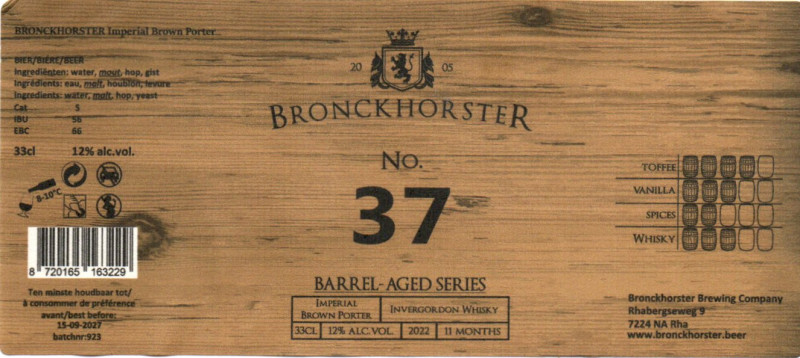 BRONCKHORSTER Imperial Brown Porter
BIER/BIÈRE/BEER
Ingrediënten: water, mout, hop, gist
Ingrédients: eau, malt, houblon, levure
Ingredients: water, malt, hop, yeast
Cat 5
IBU 56
EBC 66
33cl 12% alc.vol.
8-10°C
8 720165 163229
Ten minste houdbaar tot/
à consommer de préférence
avant/best before:
15-09-2027
batchnr:923
20 05
BRONCKHORSTER
No.
37
BARREL-AGED SERIES
IMPERIAL
BROWN PORTER
INVERGORDON WHISKY
33CL 12% ALC.VOL. 2022 11 MONTHS
TOFFEE
VANILLA
SPICES
WHISKY
Bronckhorster Brewing Company
Rhabergseweg 9
7224 NA Rha
www.bronckhorster.beer